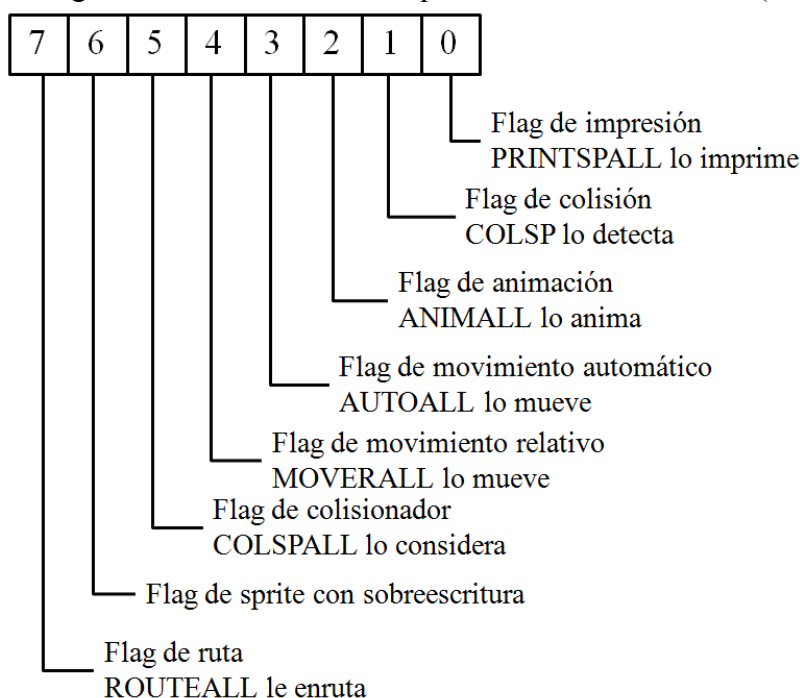 7 6 5 4 3 2 1 0
Flag de impresión
PRINTSPALL lo imprime
Flag de colisión
COLSP lo detecta
Flag de animación
ANIMALL lo anima
Flag de movimiento automático
AUTOALL lo mueve
Flag de movimiento relativo
MOVERALL lo mueve
Flag de colisionador
COLSPALL lo considera
Flag de sprite con sobreescritura
Flag de ruta
ROUTEALL le enruta